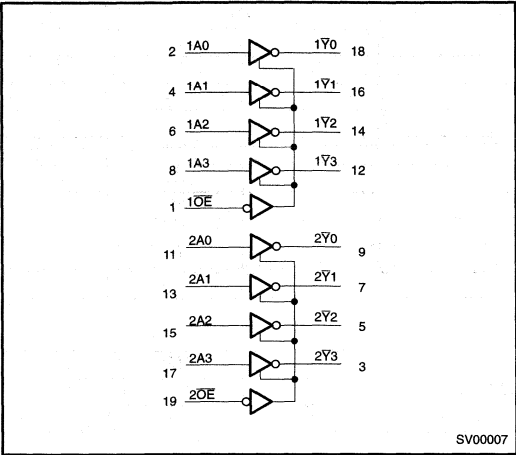 2 1A0 1Y̅0 18
4 1A1 1Y̅1 16
6 1A2 1Y̅2 14
8 1A3 1Y̅3 12
1 1O̅E̅
11 2A0 2Y̅0 9
13 2A1 2Y̅1 7
15 2A2 2Y̅2 5
17 2A3 2Y̅3 3
19 2O̅E̅
SV00007